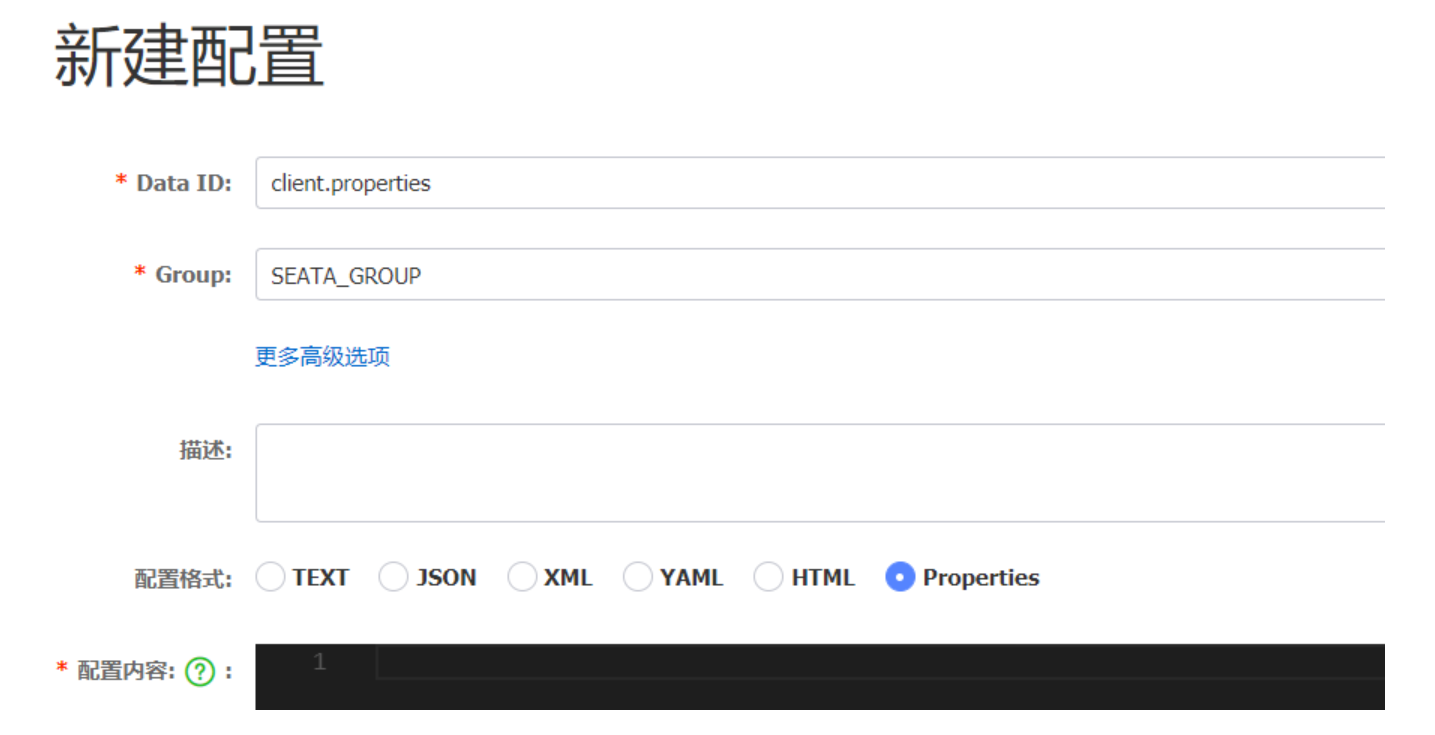 新建配置
* Data ID: client.properties
* Group: SEATA_GROUP
更多高级选项
描述:
配置格式: TEXT JSON XML YAML HTML Properties
* 配置内容: ? :
1